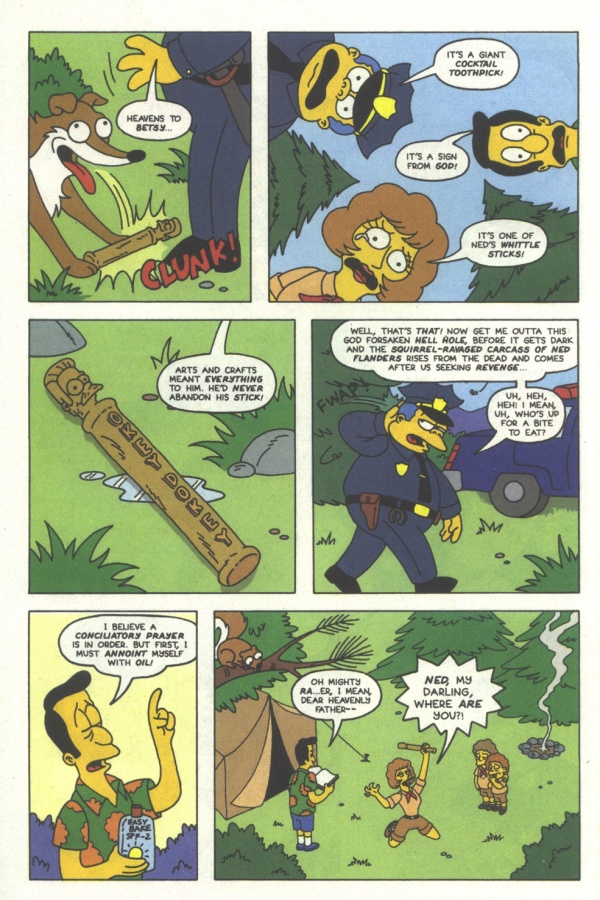 HEAVENS TO
BETSY...
CLUNK!
IT'S A GIANT
COCKTAIL
TOOTHPICK!
IT'S A SIGN
FROM GOD!
IT'S ONE OF
NED'S WHITTLE
STICKS!
ARTS AND CRAFTS
MEANT EVERYTHING
TO HIM. HE'D NEVER
ABANDON HIS STICK!
OKELY DOKELY
WELL, THAT'S THAT! NOW GET ME OUTTA THIS
GOD FORSAKEN HELL HOLE, BEFORE IT GETS DARK
AND THE SQUIRREL-RAVAGED CARCASS OF NED
FLANDERS RISES FROM THE DEAD AND COMES
AFTER US SEEKING REVENGE...
FWAP!
UH, HEH,
HEH! I MEAN,
UH, WHO'S UP
FOR A BITE
TO EAT?
I BELIEVE A
CONCILIATORY PRAYER
IS IN ORDER. BUT FIRST, I
MUST ANNOINT MYSELF
WITH OIL!
EASY
BAKE
SPF-2
OH MIGHTY
RA...ER, I MEAN,
DEAR HEAVENLY
FATHER--
NED, MY
DARLING,
WHERE ARE
YOU?!